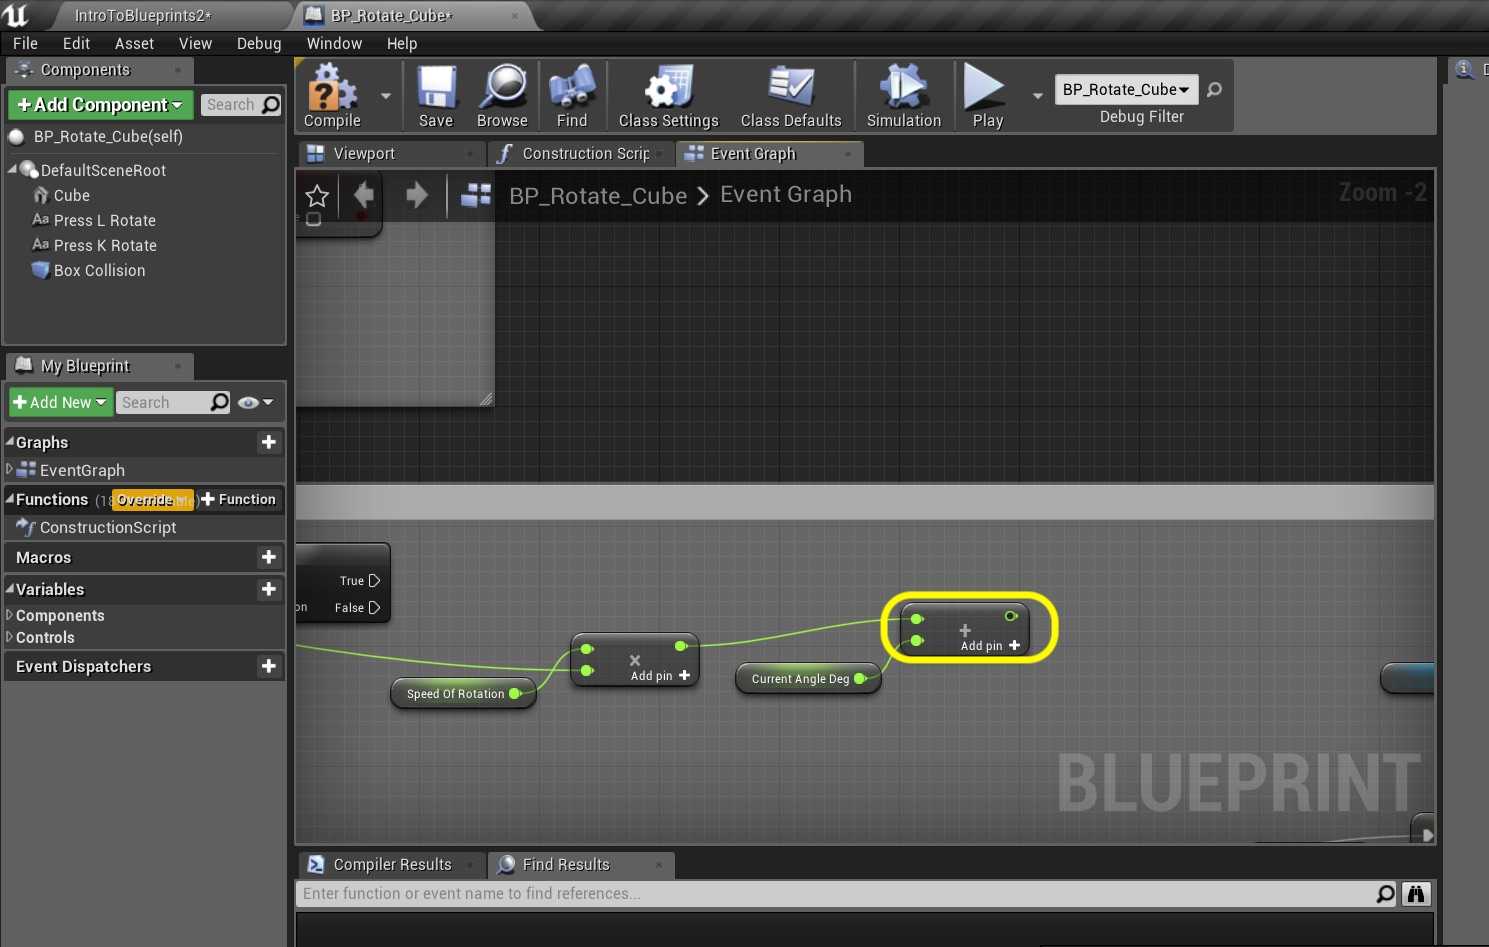 IntroToBlueprints2*
BP_Rotate_Cube*
File Edit Asset View Debug Window Help
Components
+Add Component
Search
BP_Rotate_Cube(self)
DefaultSceneRoot
Cube
Aa Press L Rotate
Aa Press K Rotate
Box Collision
Compile
Save
Browse
Find
Class Settings
Class Defaults
Simulation
Play
BP_Rotate_Cube
Debug Filter
Viewport
Construction Scrip
Event Graph
BP_Rotate_Cube > Event Graph
Zoom -2
My Blueprint
+Add New
Search
Graphs
EventGraph
Functions
Override
+Function
ConstructionScript
Macros
Variables
Components
Controls
Event Dispatchers
True
False
on
Speed Of Rotation
×
Add pin +
Current Angle Deg
+
Add pin +
BLUEPRINT
Compiler Results
Find Results
Enter function or event name to find references...